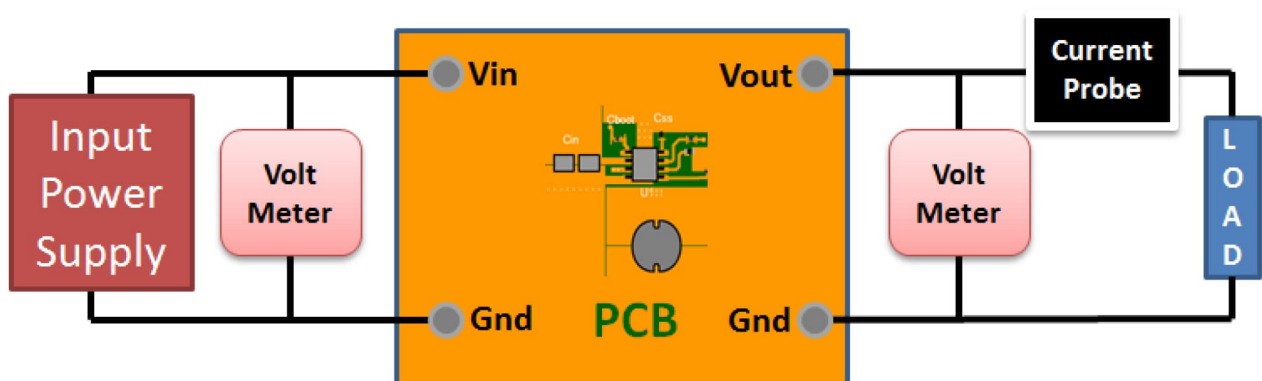 Input
Power
Supply
Volt
Meter
Vin
Gnd
Cboot
Css
Cin
U1::
PCB
Vout
Gnd
Volt
Meter
Current
Probe
L
O
A
D